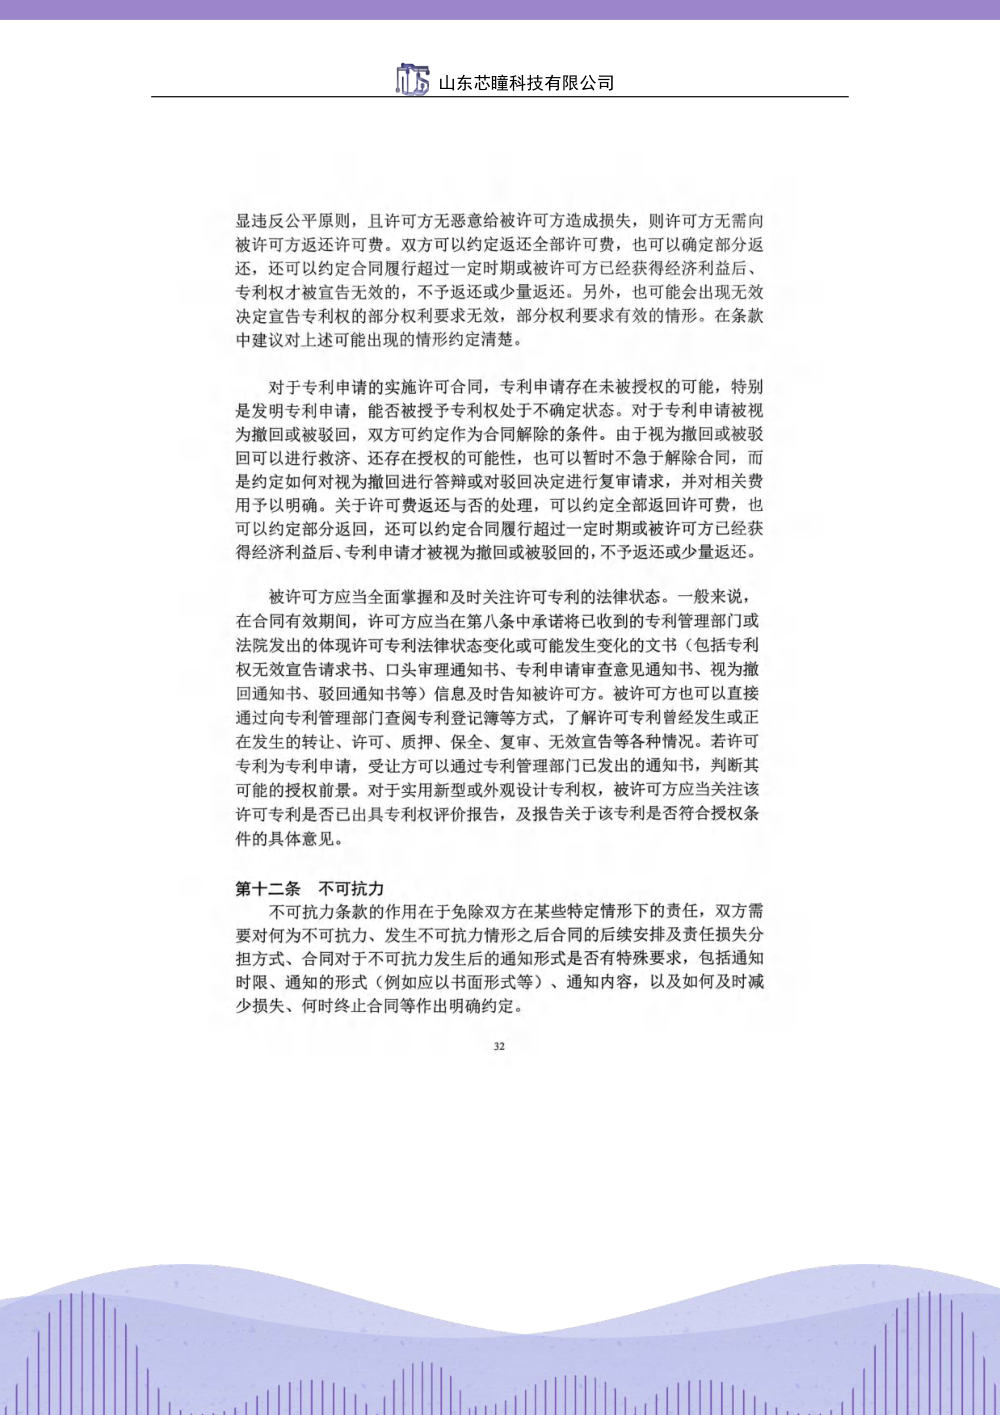 山东芯瞳科技有限公司
显违反公平原则，且许可方无恶意给被许可方造成损失，则许可方无需向
被许可方返还许可费。双方可以约定返还全部许可费，也可以确定部分返
还，还可以约定合同履行超过一定时期或被许可方已经获得经济利益后、
专利权才被宣告无效的，不予返还或少量返还。另外，也可能会出现无效
决定宣告专利权的部分权利要求无效，部分权利要求有效的情形。在条款
中建议对上述可能出现的情形约定清楚。
对于专利申请的实施许可合同，专利申请存在未被授权的可能，特别
是发明专利申请，能否被授予专利权处于不确定状态。对于专利申请被视
为撤回或被驳回，双方可约定作为合同解除的条件。由于视为撤回或被驳
回可以进行救济、还存在授权的可能性，也可以暂时不急于解除合同，而
是约定如何对视为撤回进行答辩或对驳回决定进行复审请求，并对相关费
用予以明确。关于许可费返还与否的处理，可以约定全部返回许可费，也
可以约定部分返回，还可以约定合同履行超过一定时期或被许可方已经获
得经济利益后、专利申请才被视为撤回或被驳回的，不予返还或少量返还。
被许可方应当全面掌握和及时关注许可专利的法律状态。一般来说，
在合同有效期间，许可方应当在第八条中承诺将已收到的专利管理部门或
法院发出的体现许可专利法律状态变化或可能发生变化的文书（包括专利
权无效宣告请求书、口头审理通知书、专利申请审查意见通知书、视为撤
回通知书、驳回通知书等）信息及时告知被许可方。被许可方也可以直接
通过向专利管理部门查阅专利登记簿等方式，了解许可专利曾经发生或正
在发生的转让、许可、质押、保全、复审、无效宣告等各种情况。若许可
专利为专利申请，受让方可以通过专利管理部门已发出的通知书，判断其
可能的授权前景。对于实用新型或外观设计专利权，被许可方应当关注该
许可专利是否已出具专利权评价报告，及报告关于该专利是否符合授权条
件的具体意见。
第十二条　不可抗力
不可抗力条款的作用在于免除双方在某些特定情形下的责任，双方需
要对何为不可抗力、发生不可抗力情形之后合同的后续安排及责任损失分
担方式、合同对于不可抗力发生后的通知形式是否有特殊要求，包括通知
时限、通知的形式（例如应以书面形式等）、通知内容，以及如何及时减
少损失、何时终止合同等作出明确约定。
32